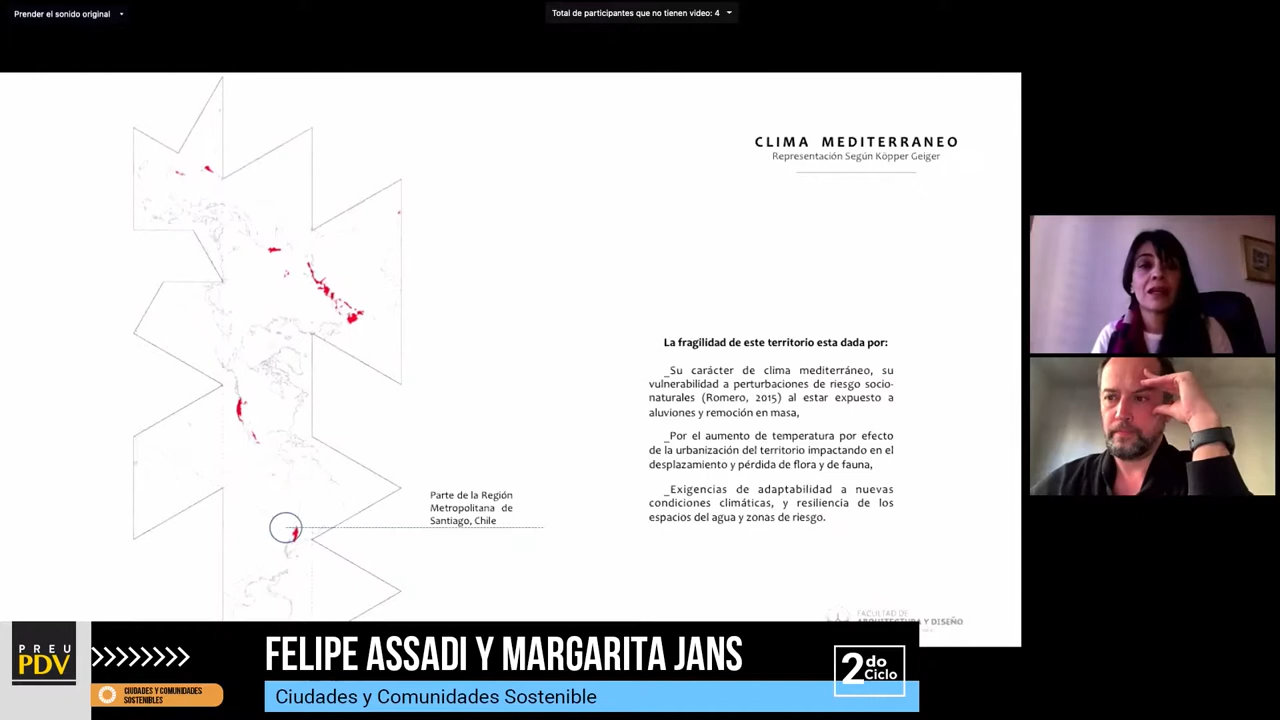 Prender el sonido original
Total de participantes que no tienen video: 4
CLIMA MEDITERRANEO
Representación Según Köpper Geiger
La fragilidad de este territorio esta dada por:
_Su carácter de clima mediterráneo, su
vulnerabilidad a perturbaciones de riesgo socio-
naturales (Romero, 2015) al estar expuesto a
aluviones y remoción en masa,
_Por el aumento de temperatura por efecto
de la urbanización del territorio impactando en el
desplazamiento y pérdida de flora y de fauna,
_Exigencias de adaptabilidad a nuevas
condiciones climáticas, y resiliencia de los
espacios del agua y zonas de riesgo.
Parte de la Región
Metropolitana de
Santiago, Chile
FACULTAD DE
ARQUITECTURA Y DISEÑO
PREU
PDV
CIUDADES Y COMUNIDADES
SOSTENIBLES
FELIPE ASSADI Y MARGARITA JANS
Ciudades y Comunidades Sostenible
2do
Ciclo